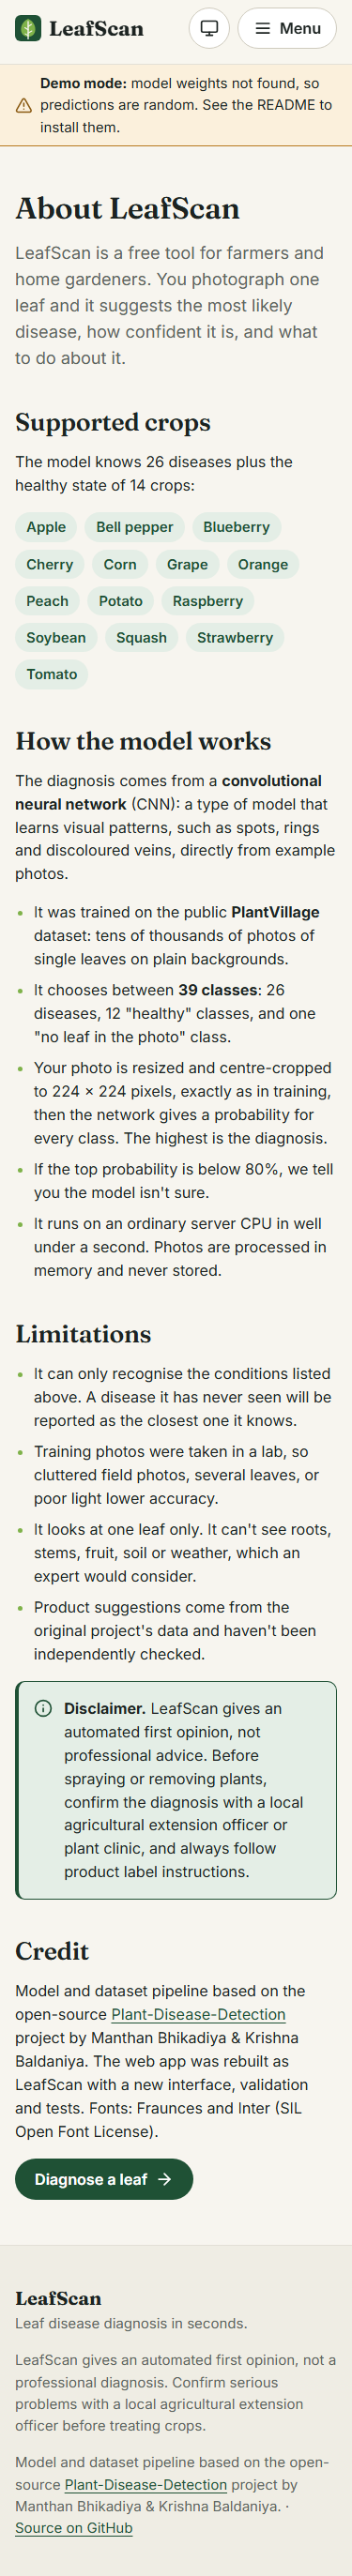 LeafScan
Menu
Demo mode: model weights not found, so
predictions are random. See the README to
install them.
About LeafScan
LeafScan is a free tool for farmers and
home gardeners. You photograph one
leaf and it suggests the most likely
disease, how confident it is, and what
to do about it.
Supported crops
The model knows 26 diseases plus the
healthy state of 14 crops:
Apple Bell pepper Blueberry
Cherry Corn Grape Orange
Peach Potato Raspberry
Soybean Squash Strawberry
Tomato
How the model works
The diagnosis comes from a convolutional
neural network (CNN): a type of model that
learns visual patterns, such as spots, rings
and discoloured veins, directly from example
photos.
• It was trained on the public PlantVillage
dataset: tens of thousands of photos of
single leaves on plain backgrounds.
• It chooses between 39 classes: 26
diseases, 12 "healthy" classes, and one
"no leaf in the photo" class.
• Your photo is resized and centre-cropped
to 224 × 224 pixels, exactly as in training,
then the network gives a probability for
every class. The highest is the diagnosis.
• If the top probability is below 80%, we tell
you the model isn't sure.
• It runs on an ordinary server CPU in well
under a second. Photos are processed in
memory and never stored.
Limitations
• It can only recognise the conditions listed
above. A disease it has never seen will be
reported as the closest one it knows.
• Training photos were taken in a lab, so
cluttered field photos, several leaves, or
poor light lower accuracy.
• It looks at one leaf only. It can't see roots,
stems, fruit, soil or weather, which an
expert would consider.
• Product suggestions come from the
original project's data and haven't been
independently checked.
Disclaimer. LeafScan gives an
automated first opinion, not
professional advice. Before
spraying or removing plants,
confirm the diagnosis with a local
agricultural extension officer or
plant clinic, and always follow
product label instructions.
Credit
Model and dataset pipeline based on the
open-source Plant-Disease-Detection
project by Manthan Bhikadiya & Krishna
Baldaniya. The web app was rebuilt as
LeafScan with a new interface, validation
and tests. Fonts: Fraunces and Inter (SIL
Open Font License).
Diagnose a leaf →
LeafScan
Leaf disease diagnosis in seconds.
LeafScan gives an automated first opinion, not a
professional diagnosis. Confirm serious
problems with a local agricultural extension
officer before treating crops.
Model and dataset pipeline based on the open-
source Plant-Disease-Detection project by
Manthan Bhikadiya & Krishna Baldaniya. ·
Source on GitHub